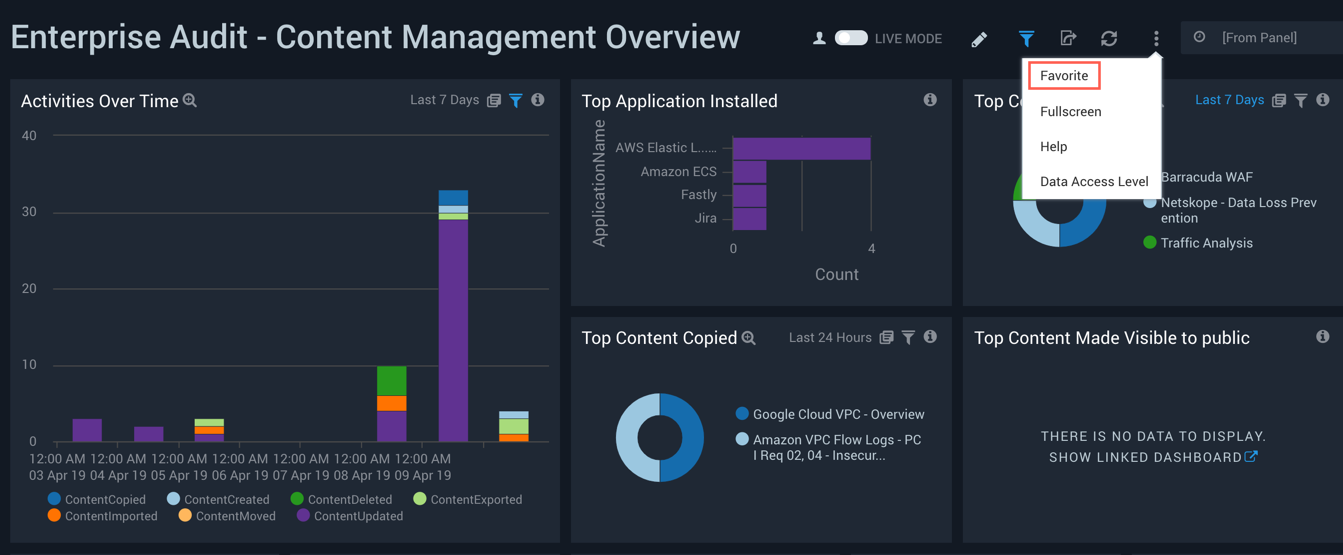 Enterprise Audit - Content Management Overview
LIVE MODE
[From Panel]
Favorite
Fullscreen
Help
Data Access Level
Activities Over Time
Last 7 Days
40
30
20
10
0
12:00 AM 12:00 AM 12:00 AM 12:00 AM 12:00 AM 12:00 AM 12:00 AM
03 Apr 19 04 Apr 19 05 Apr 19 06 Apr 19 07 Apr 19 08 Apr 19 09 Apr 19
ContentCopied ContentCreated ContentDeleted ContentExported
ContentImported ContentMoved ContentUpdated
Top Application Installed
ApplicationName
AWS Elastic L......
Amazon ECS
Fastly
Jira
0 4
Count
Top
Last 7 Days
Barracuda WAF
Netskope - Data Loss Prev
ention
Traffic Analysis
Top Content Copied
Last 24 Hours
Google Cloud VPC - Overview
Amazon VPC Flow Logs - PC
I Req 02, 04 - Insecur...
Top Content Made Visible to public
THERE IS NO DATA TO DISPLAY.
SHOW LINKED DASHBOARD